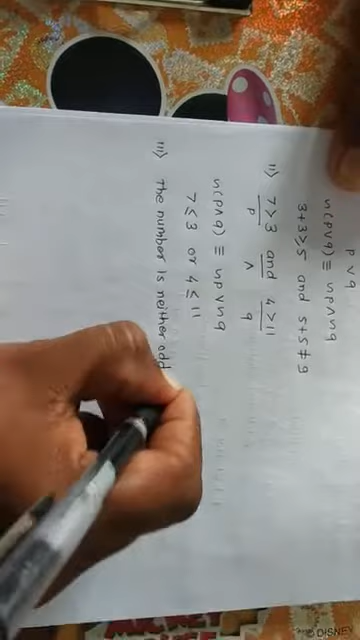 p ∨ q
~(p∨q) ≡ ~p∧~q
3+3>5 and 5+5≠9
ii) 7>3 and 4>11
p ∧ q
~(p∧q) ≡ ~p∨~q
7≤3 or 4≤11
iii) The number is neither odd
© DISNEY